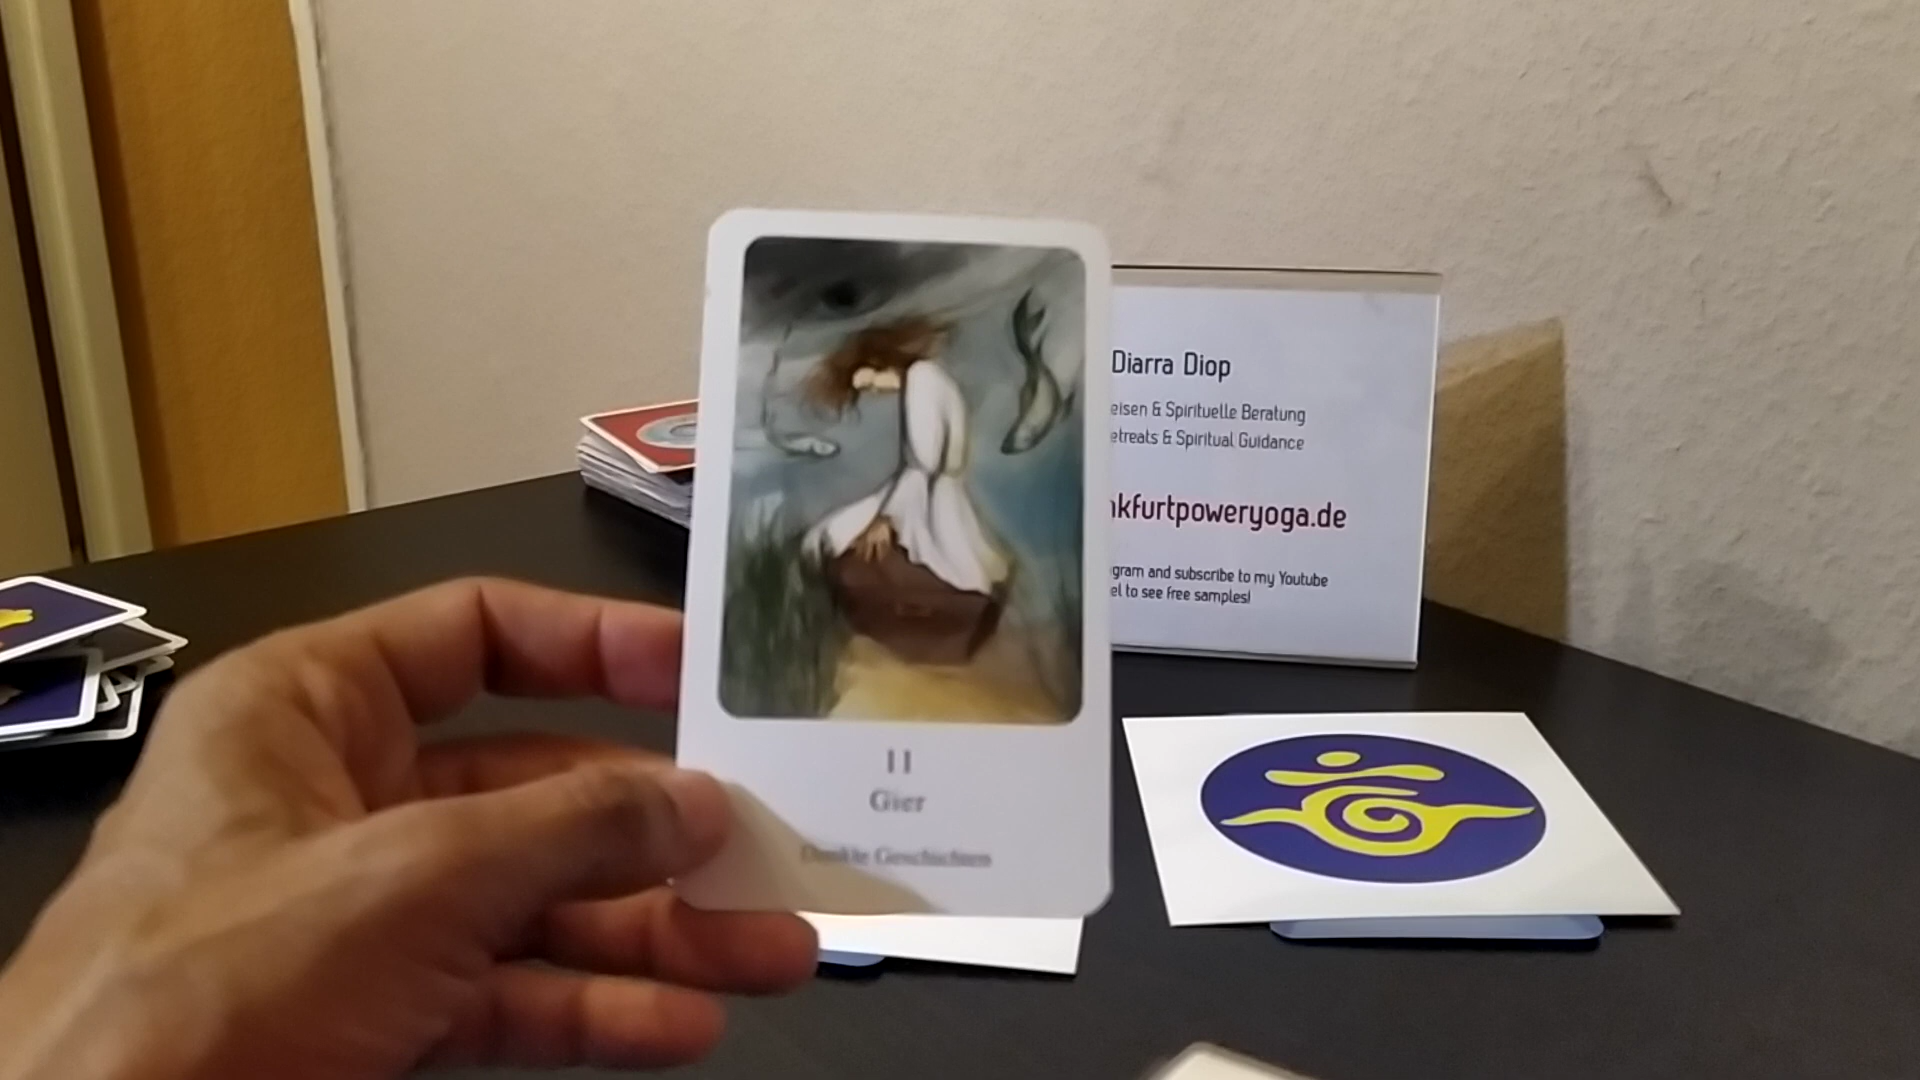 11
Gier
Dunkle Geschichten
Diarra Diop
eisen & Spirituelle Beratung
etreats & Spiritual Guidance
nkfurtpoweryoga.de
gram and subscribe to my Youtube
el to see free samples!